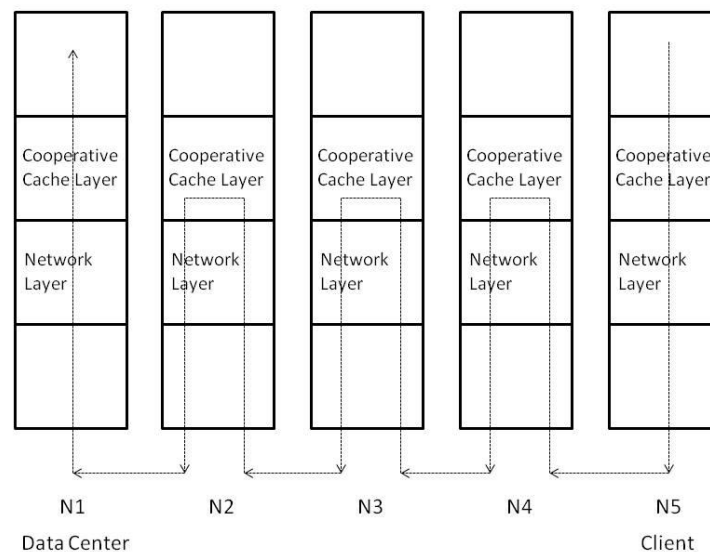 Cooperative
Cache Layer
Cooperative
Cache Layer
Cooperative
Cache Layer
Cooperative
Cache Layer
Cooperative
Cache Layer
Network
Layer
Network
Layer
Network
Layer
Network
Layer
Network
Layer
N1
N2
N3
N4
N5
Data Center
Client